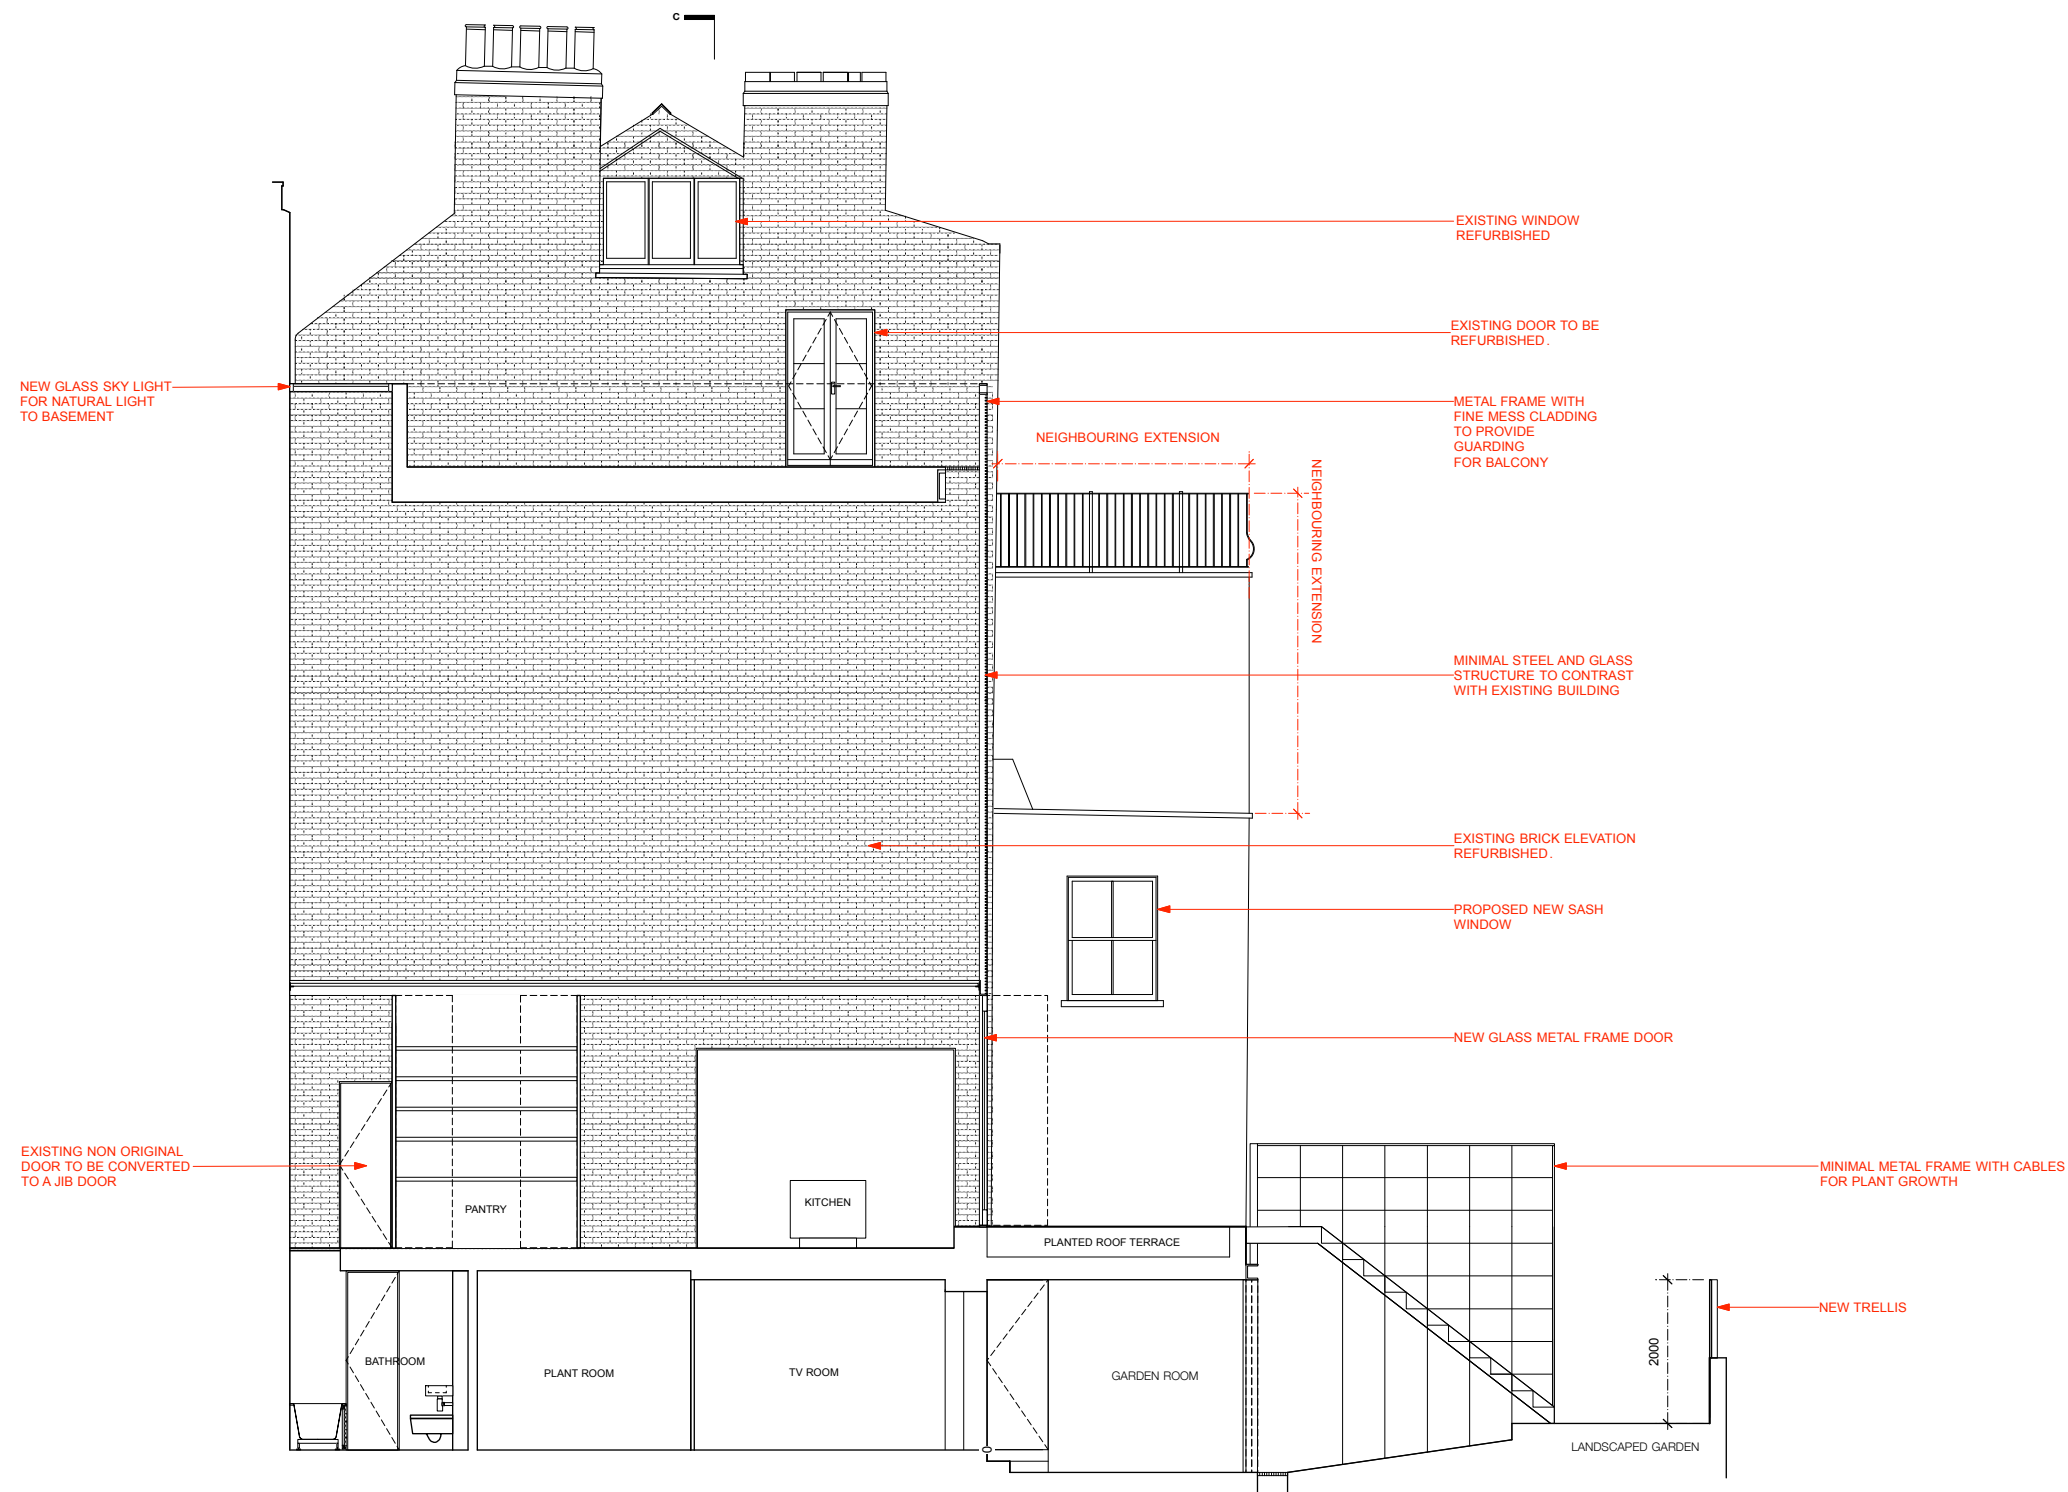 C
EXISTING WINDOW
REFURBISHED
EXISTING DOOR TO BE
REFURBISHED.
NEW GLASS SKY LIGHT
FOR NATURAL LIGHT
TO BASEMENT
METAL FRAME WITH
FINE MESS CLADDING
TO PROVIDE
GUARDING
FOR BALCONY
NEIGHBOURING EXTENSION
NEIGHBOURING EXTENSION
MINIMAL STEEL AND GLASS
STRUCTURE TO CONTRAST
WITH EXISTING BUILDING
EXISTING BRICK ELEVATION
REFURBISHED.
PROPOSED NEW SASH
WINDOW
NEW GLASS METAL FRAME DOOR
EXISTING NON ORIGINAL
DOOR TO BE CONVERTED
TO A JIB DOOR
MINIMAL METAL FRAME WITH CABLES
FOR PLANT GROWTH
PANTRY
KITCHEN
PLANTED ROOF TERRACE
NEW TRELLIS
2000
BATHROOM
PLANT ROOM
TV ROOM
GARDEN ROOM
LANDSCAPED GARDEN